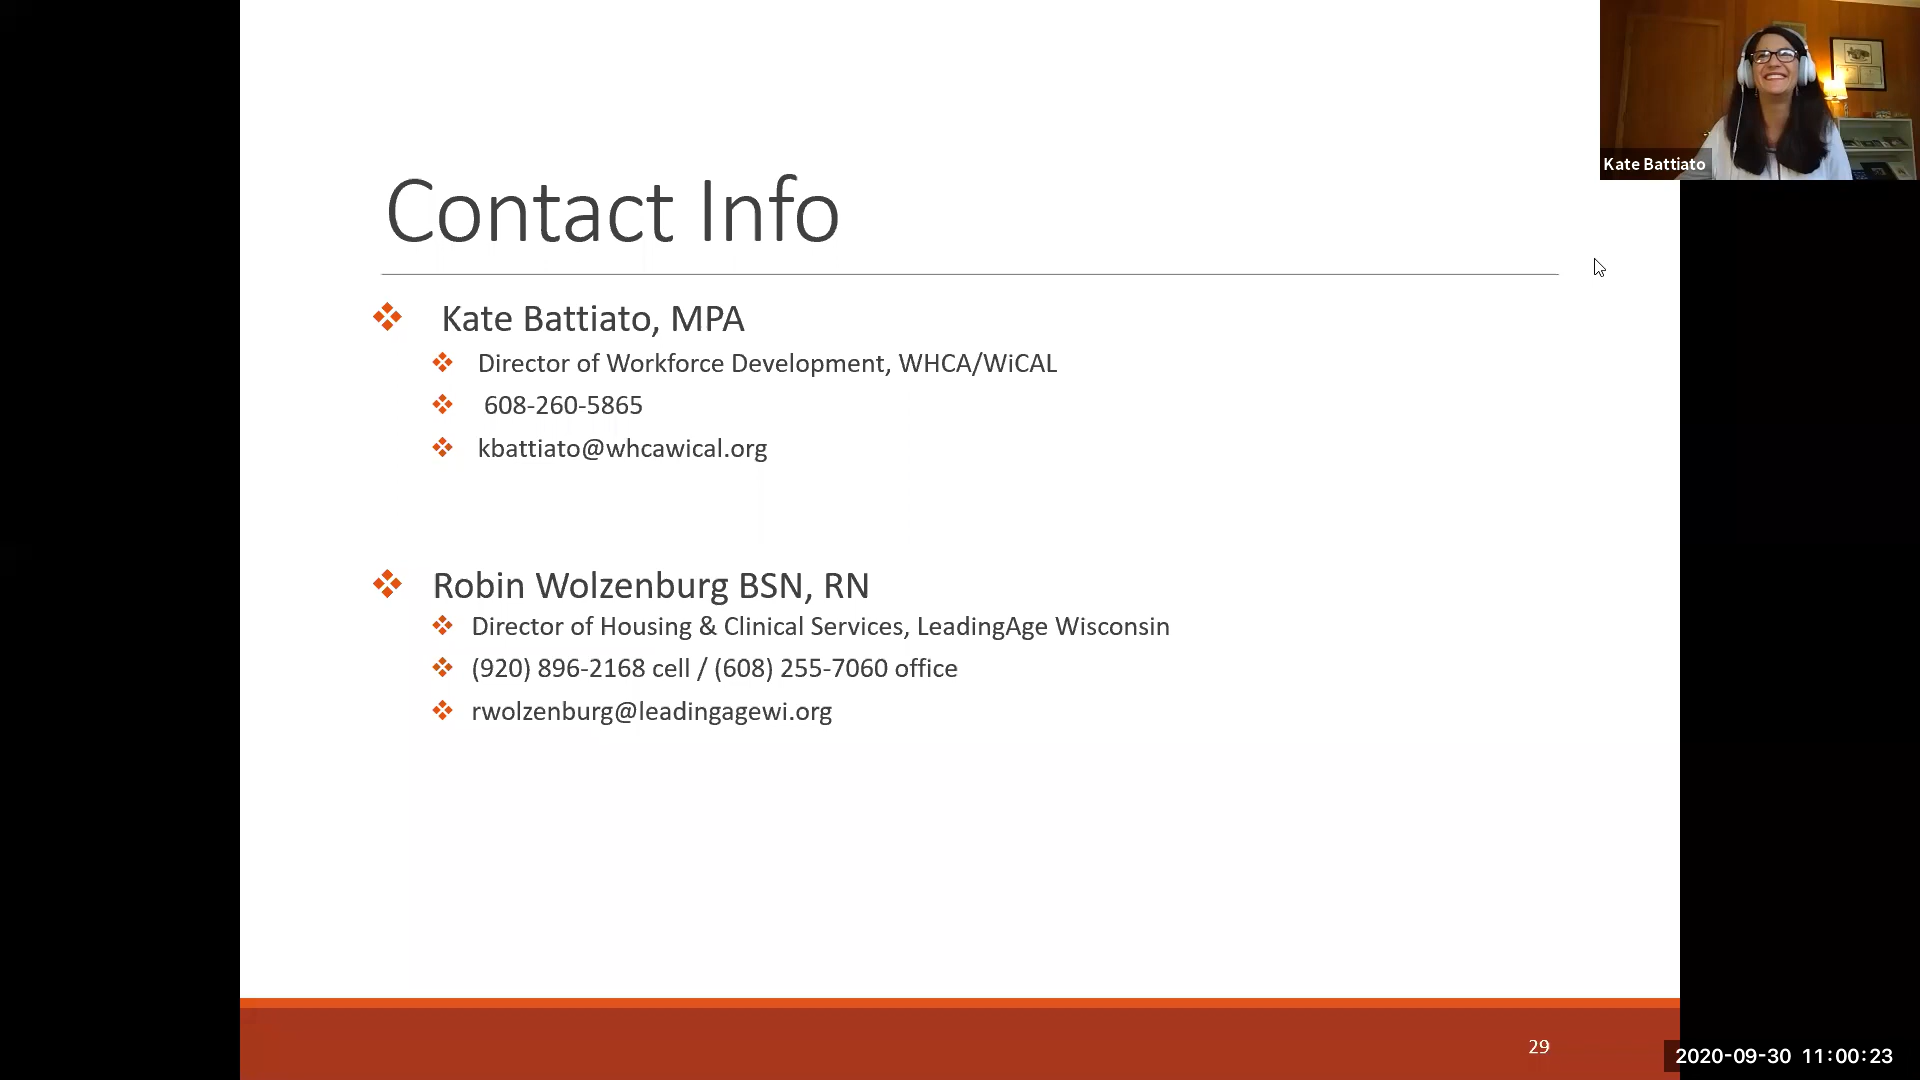 Kate Battiato
Contact Info
Kate Battiato, MPA
Director of Workforce Development, WHCA/WiCAL
608-260-5865
kbattiato@whcawical.org
Robin Wolzenburg BSN, RN
Director of Housing & Clinical Services, LeadingAge Wisconsin
(920) 896-2168 cell / (608) 255-7060 office
rwolzenburg@leadingagewi.org
29
2020-09-30 11:00:23